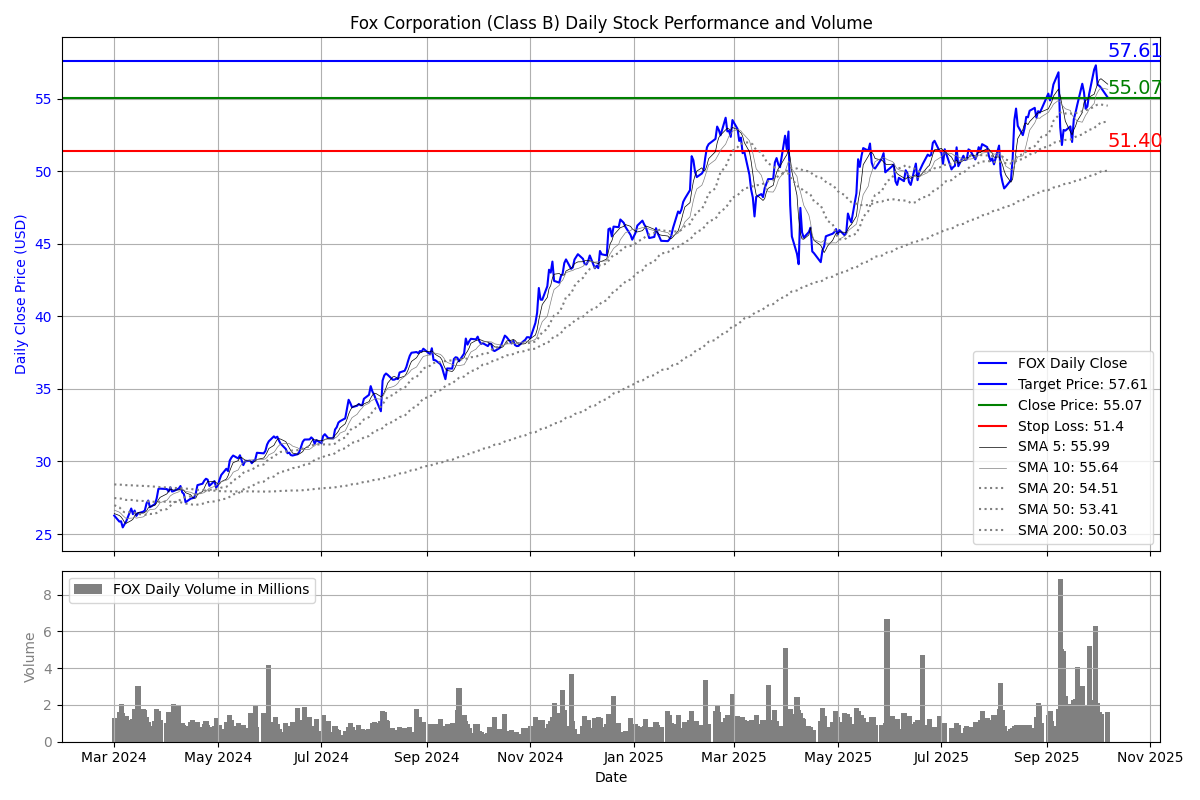 Fox Corporation (Class B) Daily Stock Performance and Volume
57.61
55.07
51.40
55
50
45
40
35
30
25
Daily Close Price (USD)
FOX Daily Close
Target Price: 57.61
Close Price: 55.07
Stop Loss: 51.4
SMA 5: 55.99
SMA 10: 55.64
SMA 20: 54.51
SMA 50: 53.41
SMA 200: 50.03
FOX Daily Volume in Millions
8
6
4
2
0
Volume
Mar 2024 May 2024 Jul 2024 Sep 2024 Nov 2024 Jan 2025 Mar 2025 May 2025 Jul 2025 Sep 2025 Nov 2025
Date